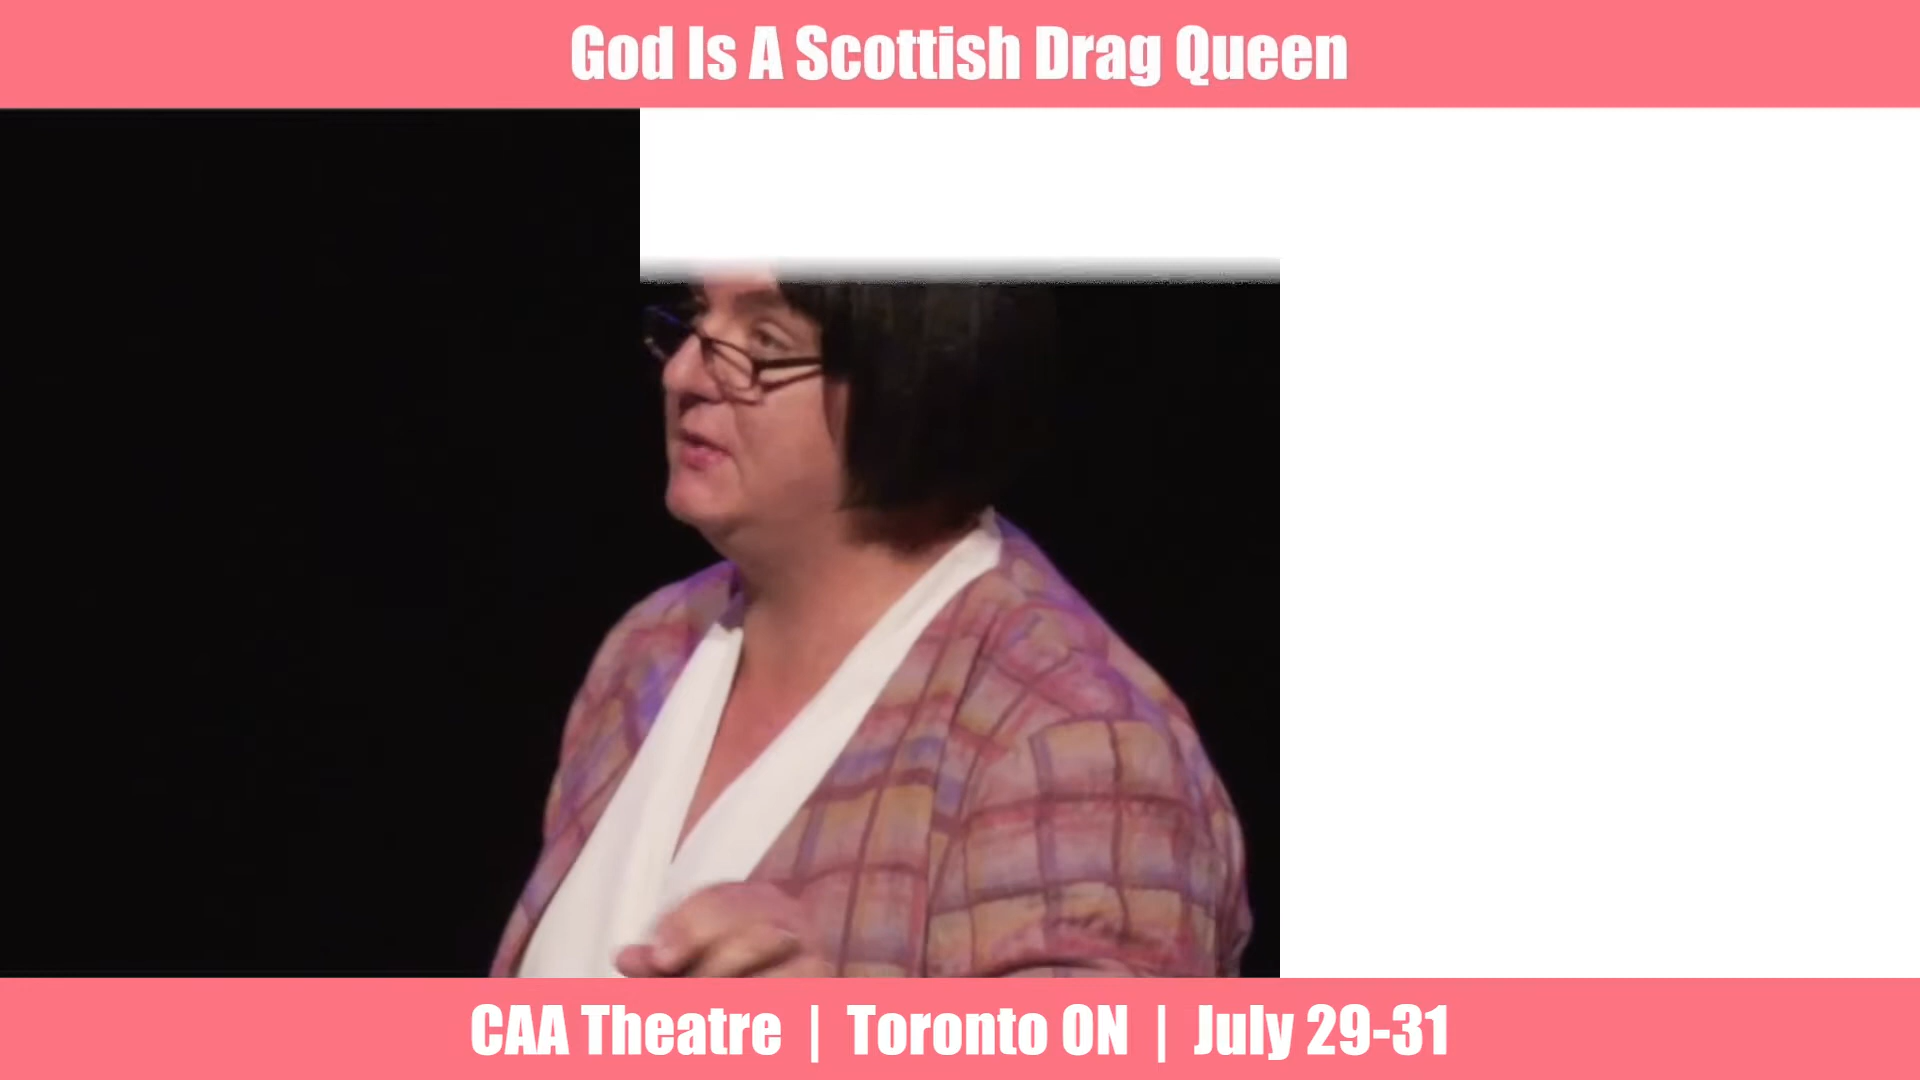 God Is A Scottish Drag Queen
CAA Theatre | Toronto ON | July 29-31